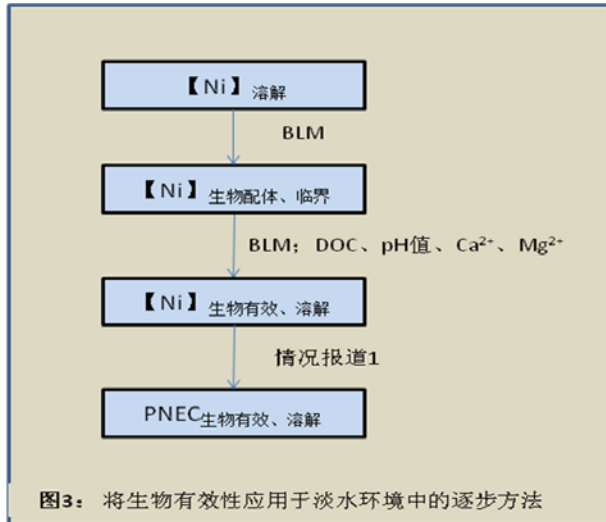 【Ni】溶解
BLM
【Ni】生物配体、临界
BLM；DOC、pH值、Ca²⁺、Mg²⁺
【Ni】生物有效、溶解
情况报道1
PNEC生物有效、溶解
图3： 将生物有效性应用于淡水环境中的逐步方法